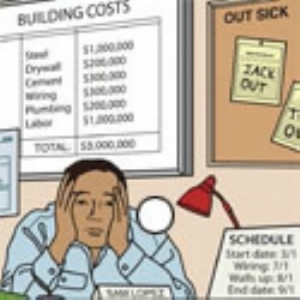 BUILDING COSTS
Steel $1,000,000
Drywall $200,000
Cement $300,000
Wiring $300,000
Plumbing $200,000
Labor $1,000,000
TOTAL: $3,000,000
OUT SICK
JACK
OUT
SCHEDULE
Start date: 3/1
Wiring: 7/1
Walls up: 8/1
End date: 9/1
LOPEZ